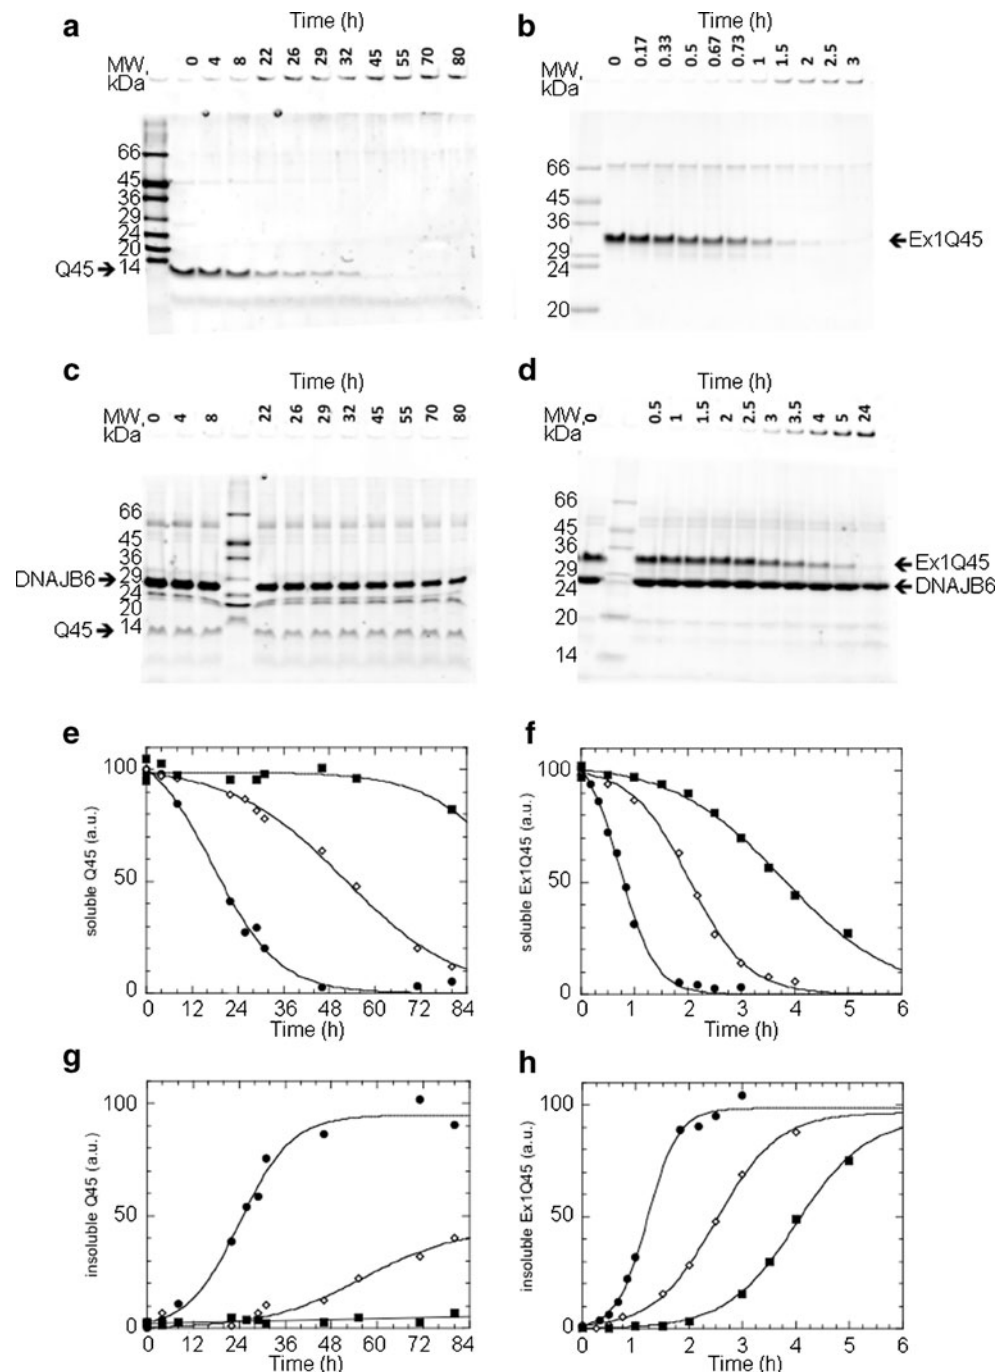 a
Time (h)
MW, kDa
0 4 8 22 26 29 32 45 55 70 80
66
45
36
29
24
20
14
Q45→
b
Time (h)
MW, kDa
0 0.17 0.33 0.5 0.67 0.73 1 1.5 2 2.5 3
66
45
36
29
24
20
←Ex1Q45
c
Time (h)
MW, kDa
0 4 8 22 26 29 32 45 55 70 80
66
45
36
29
24
20
14
DNAJB6→
Q45→
d
Time (h)
MW, kDa
0 0.5 1 1.5 2 2.5 3 3.5 4 5 24
66
45
36
29
24
20
14
←Ex1Q45
←DNAJB6
e
soluble Q45 (a.u.)
100
50
0
0 12 24 36 48 60 72 84
Time (h)
f
soluble Ex1Q45 (a.u.)
100
50
0
0 1 2 3 4 5 6
Time (h)
g
insoluble Q45 (a.u.)
100
50
0
0 12 24 36 48 60 72 84
Time (h)
h
insoluble Ex1Q45 (a.u.)
100
50
0
0 1 2 3 4 5 6
Time (h)